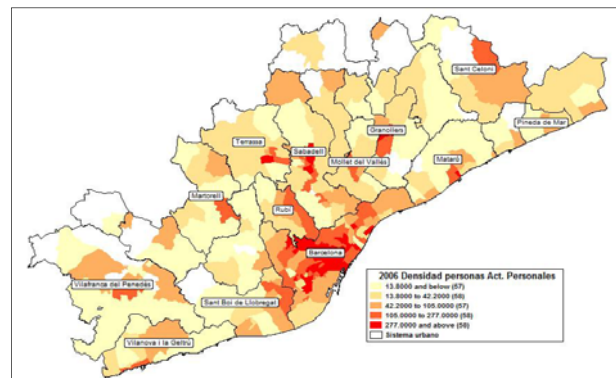 Sant Celoni
Pineda de Mar
Granollers
Terrassa
Sabadell
Mollet del Vallés
Mataró
Martorell
Rubí
Barcelona
Vilafranca del Penedés
Sant Boi de Llobregat
Vilanova i la Geltrú
2006 Densidad personas Act. Personales
13.8000 and below (57)
13.8000 to 42.2000 (58)
42.2000 to 105.0000 (57)
105.0000 to 277.0000 (58)
277.0000 and above (58)
Sistema urbano